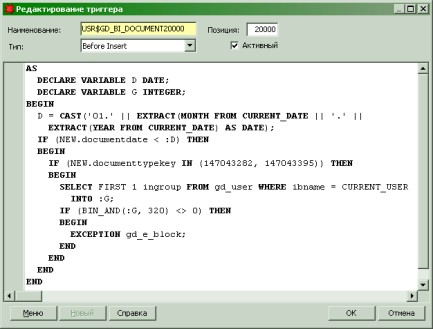 Редактирование триггера
Наименование: USR$GD_BI_DOCUMENT20000 Позиция: 20000
Тип: Before Insert Активный
AS
DECLARE VARIABLE D DATE;
DECLARE VARIABLE G INTEGER;
BEGIN
D = CAST('01.' || EXTRACT(MONTH FROM CURRENT_DATE || '.' ||
EXTRACT(YEAR FROM CURRENT_DATE) AS DATE);
IF (NEW.documentdate < :D) THEN
BEGIN
IF (NEW.documenttypekey IN (147043282, 147043395)) THEN
BEGIN
SELECT FIRST 1 ingroup FROM gd_user WHERE ibname = CURRENT_USER
INTO :G;
IF (BIN_AND(:G, 320) <> 0) THEN
BEGIN
EXCEPTION gd_e_block;
END
END
END
END
Меню Новый Справка OK Отмена